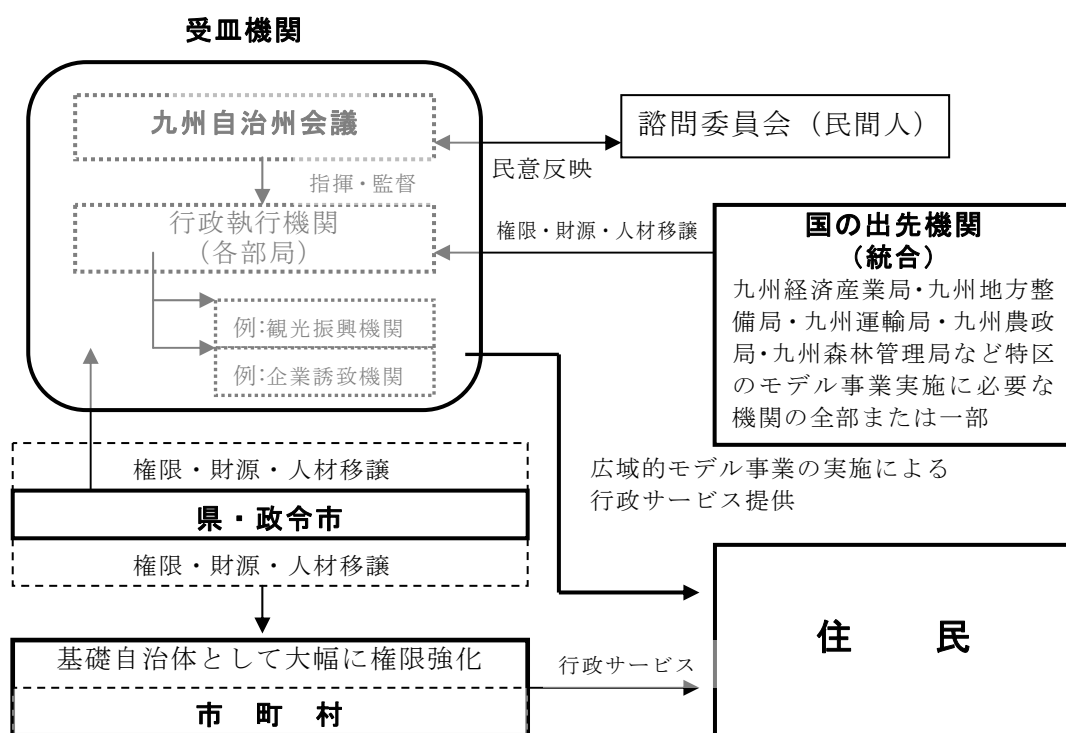 受皿機関
九州自治州会議
諮問委員会（民間人）
民意反映
指揮・監督
行政執行機関
（各部局）
権限・財源・人材移譲
国の出先機関
（統合）
九州経済産業局・九州地方整
備局・九州運輸局・九州農政
局・九州森林管理局など特区
のモデル事業実施に必要な
機関の全部または一部
例：観光振興機関
例：企業誘致機関
権限・財源・人材移譲
県・政令市
権限・財源・人材移譲
広域的モデル事業の実施による
行政サービス提供
基礎自治体として大幅に権限強化
市　町　村
行政サービス
住　民